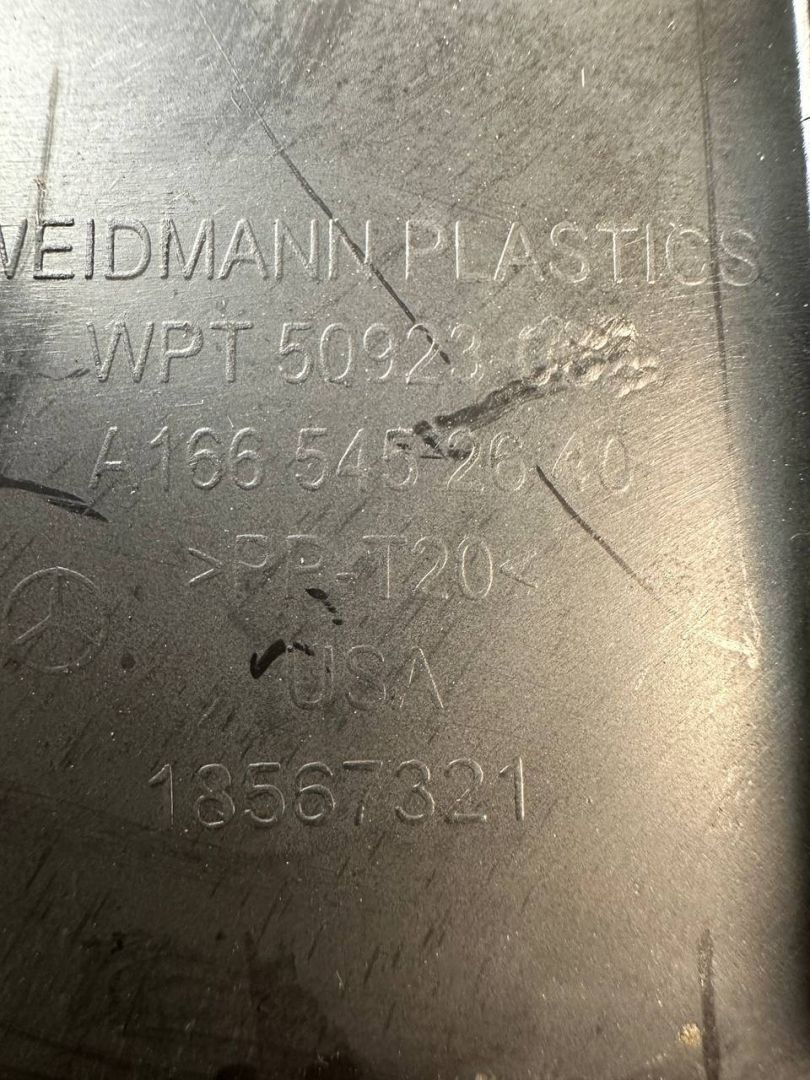 WEIDMANN PLASTICS
WPT 50923
A 166 545 26 40
>PP-T20<
USA
18567321